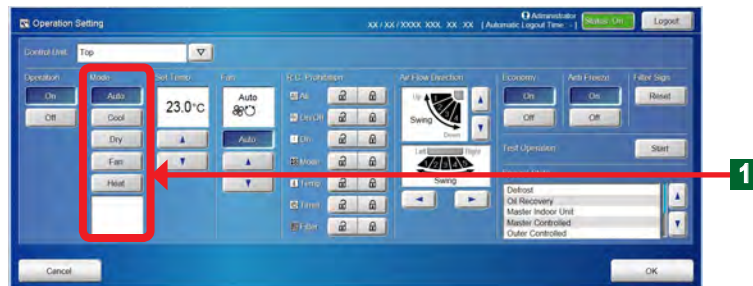 Operation Setting
XX / XX / XXXX XXX. XX : XX ( Automatic Logout Time: - )
Administrator
Status: On
Logout
Control Unit: Top
Operation
Mode
Set Temp.
Fan
R.C. Prohibition
Air Flow Direction
Economy
Anti Freeze
Filter Sign
On
Auto
23.0°C
Auto
All
Up
On
On
Reset
Off
Cool
On/Off
Swing
Off
Off
Dry
Auto
On
Down
Test Operation
Start
Fan
Mode
Left
Right
Heat
Temp.
Swing
Timer
Defrost
Filter
Oil Recovery
Master Indoor Unit
Master Controlled
Outer Controlled
Cancel
OK
1